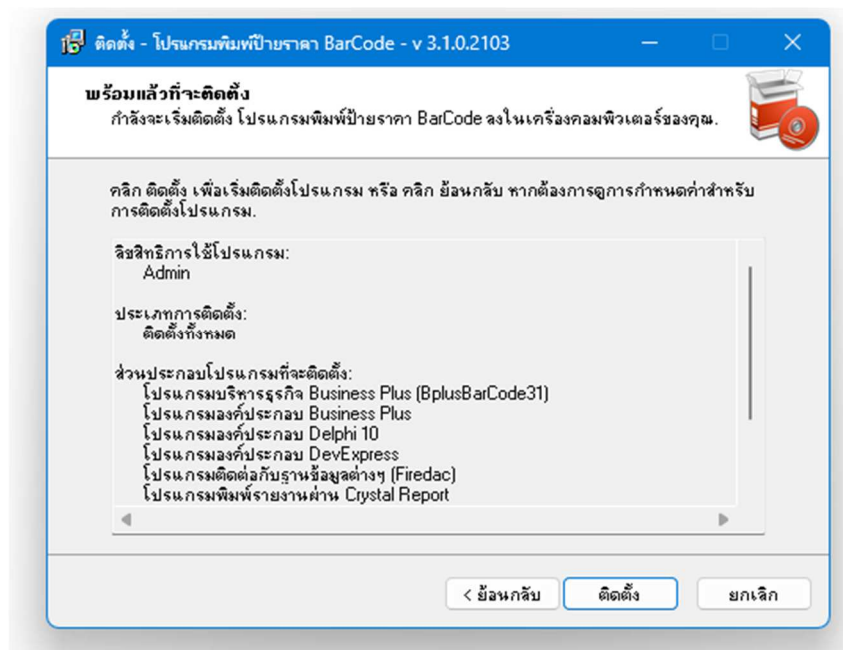 ติดตั้ง - โปรแกรมพิมพ์ป้ายราคา BarCode - v 3.1.0.2103
พร้อมแล้วที่จะติดตั้ง
กำลังจะเริ่มติดตั้ง โปรแกรมพิมพ์ป้ายราคา BarCode ลงในเครื่องคอมพิวเตอร์ของคุณ.
คลิก ติดตั้ง เพื่อเริ่มติดตั้งโปรแกรม หรือ คลิก ย้อนกลับ หากต้องการดูการกำหนดค่าสำหรับ
การติดตั้งโปรแกรม.
ลิขสิทธิการใช้โปรแกรม:
Admin
ประเภทการติดตั้ง:
ติดตั้งทั้งหมด
ส่วนประกอบโปรแกรมที่จะติดตั้ง:
โปรแกรมบริหารธุรกิจ Business Plus (BplusBarCode31)
โปรแกรมองค์ประกอบ Business Plus
โปรแกรมองค์ประกอบ Delphi 10
โปรแกรมองค์ประกอบ DevExpress
โปรแกรมติดต่อกับฐานข้อมูลต่างๆ (Firedac)
โปรแกรมพิมพ์รายงานผ่าน Crystal Report
< ย้อนกลับ ติดตั้ง ยกเลิก